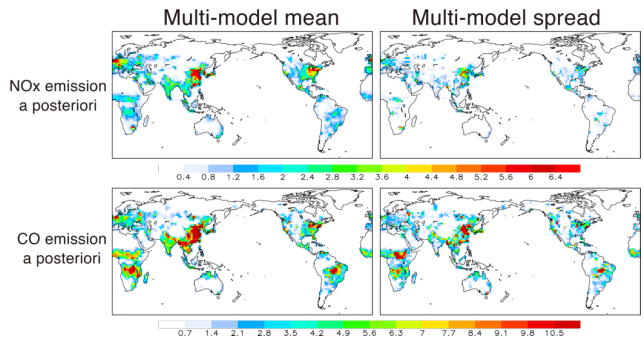 Multi-model mean
Multi-model spread
NOx emission
a posteriori
0.4 0.8 1.2 1.6 2 2.4 2.8 3.2 3.6 4 4.4 4.8 5.2 5.6 6 6.4
CO emission
a posteriori
0.7 1.4 2.1 2.8 3.5 4.2 4.9 5.6 6.3 7 7.7 8.4 9.1 9.8 10.5